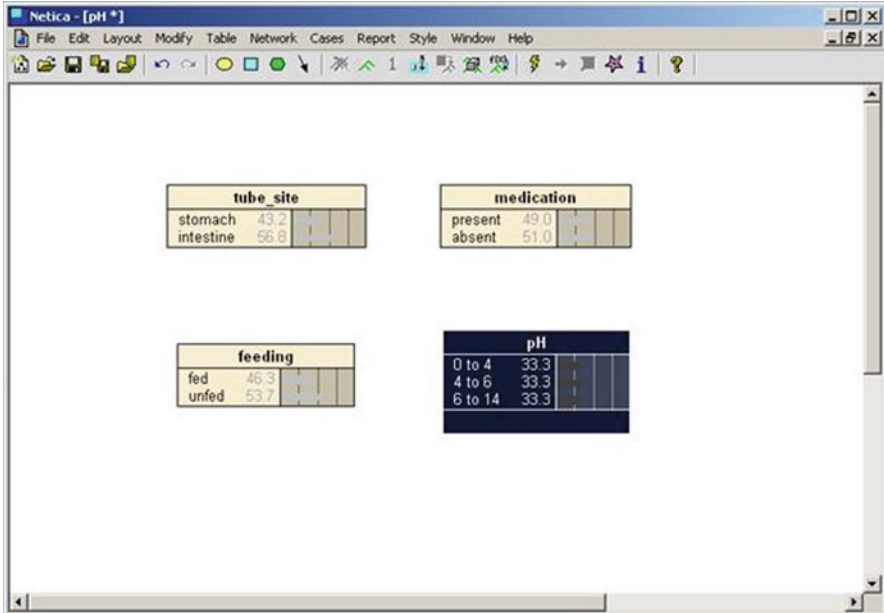 Netica - [pH *]
File Edit Layout Modify Table Network Cases Report Style Window Help
1 f(x) i ?
tube_site
stomach 43.2
intestine 56.8
medication
present 49.0
absent 51.0
feeding
fed 46.3
unfed 53.7
pH
0 to 4 33.3
4 to 6 33.3
6 to 14 33.3